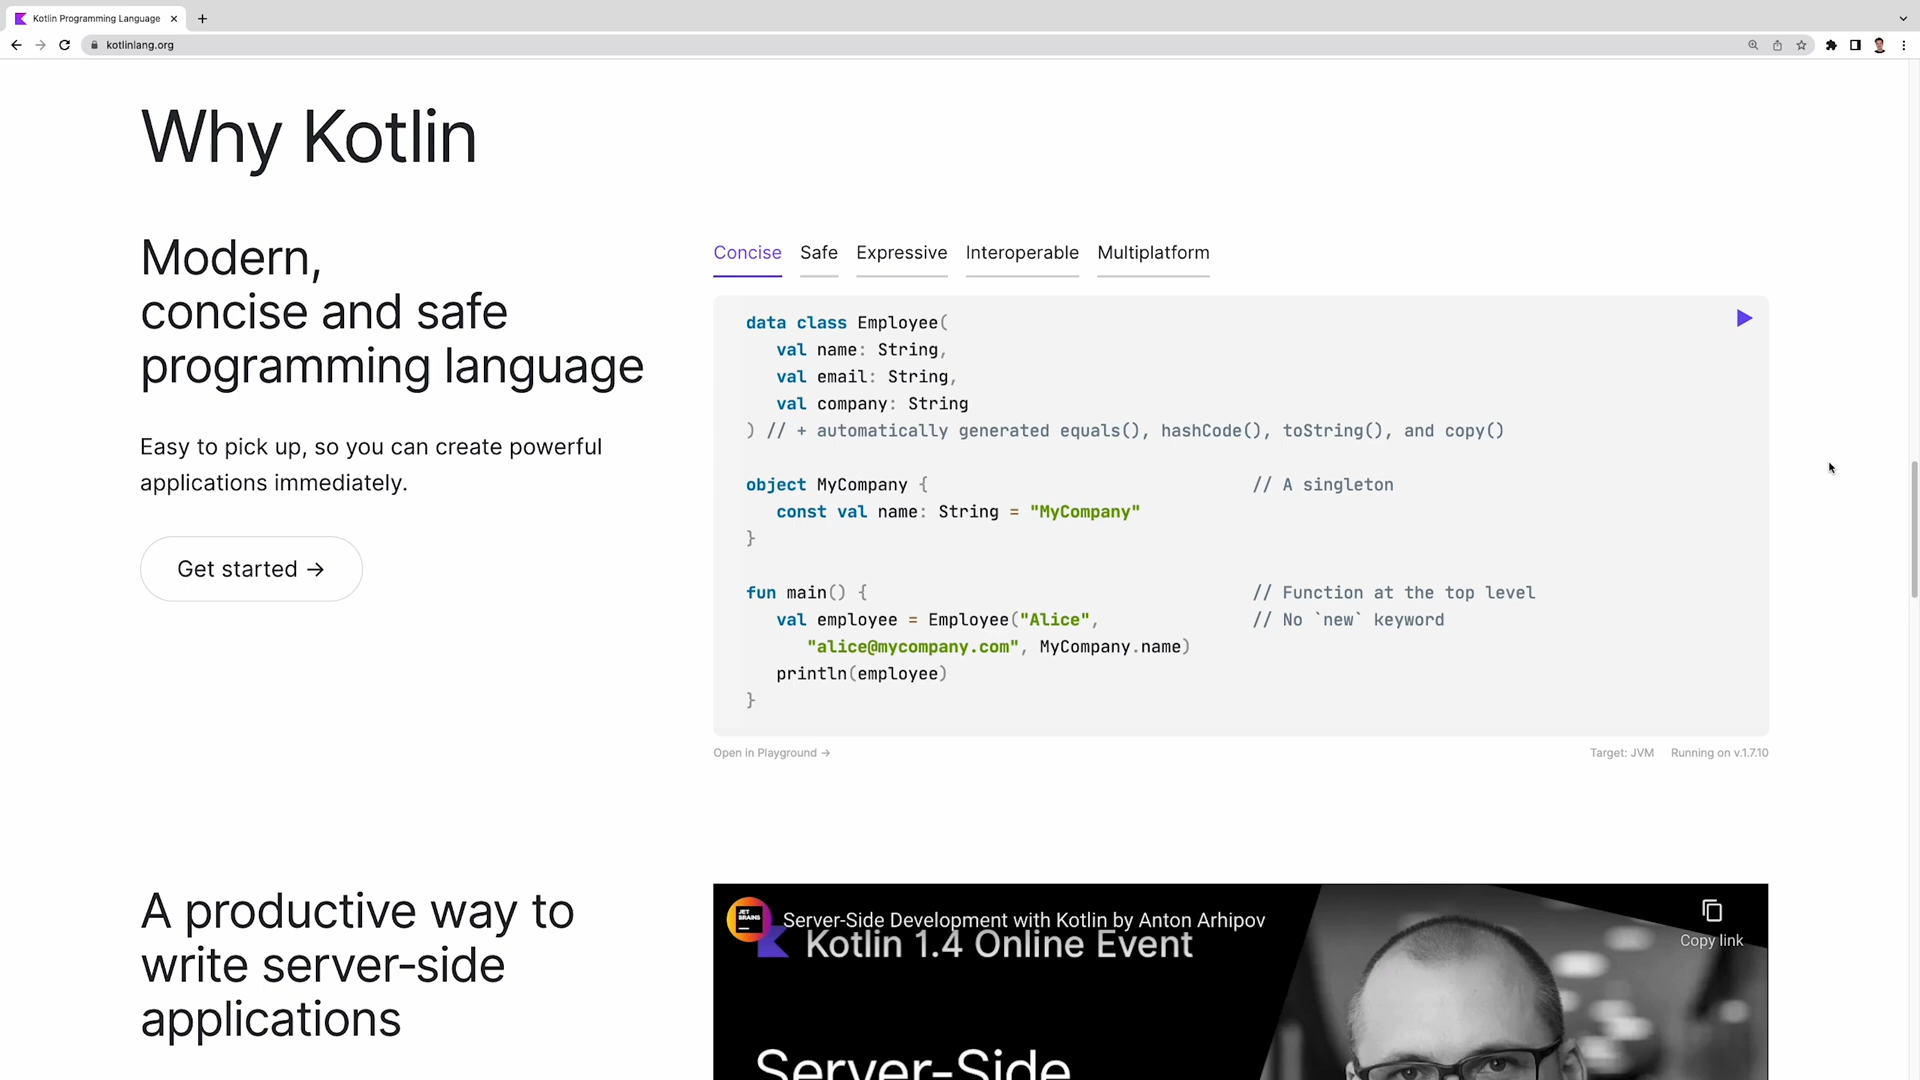 Kotlin Programming Language
kotlinlang.org
Why Kotlin
Modern,
concise and safe
programming language
Easy to pick up, so you can create powerful
applications immediately.
Get started →
Concise Safe Expressive Interoperable Multiplatform
data class Employee(
   val name: String,
   val email: String,
   val company: String
) // + automatically generated equals(), hashCode(), toString(), and copy()
object MyCompany { // A singleton
   const val name: String = "MyCompany"
}
fun main() { // Function at the top level
   val employee = Employee("Alice", // No `new` keyword
      "alice@mycompany.com", MyCompany.name)
   println(employee)
}
Open in Playground → Target: JVM Running on v.1.7.10
A productive way to
write server-side
applications
JET
BRAINS
Server-Side Development with Kotlin by Anton Arhipov
Kotlin 1.4 Online Event
Copy link
Server-Side